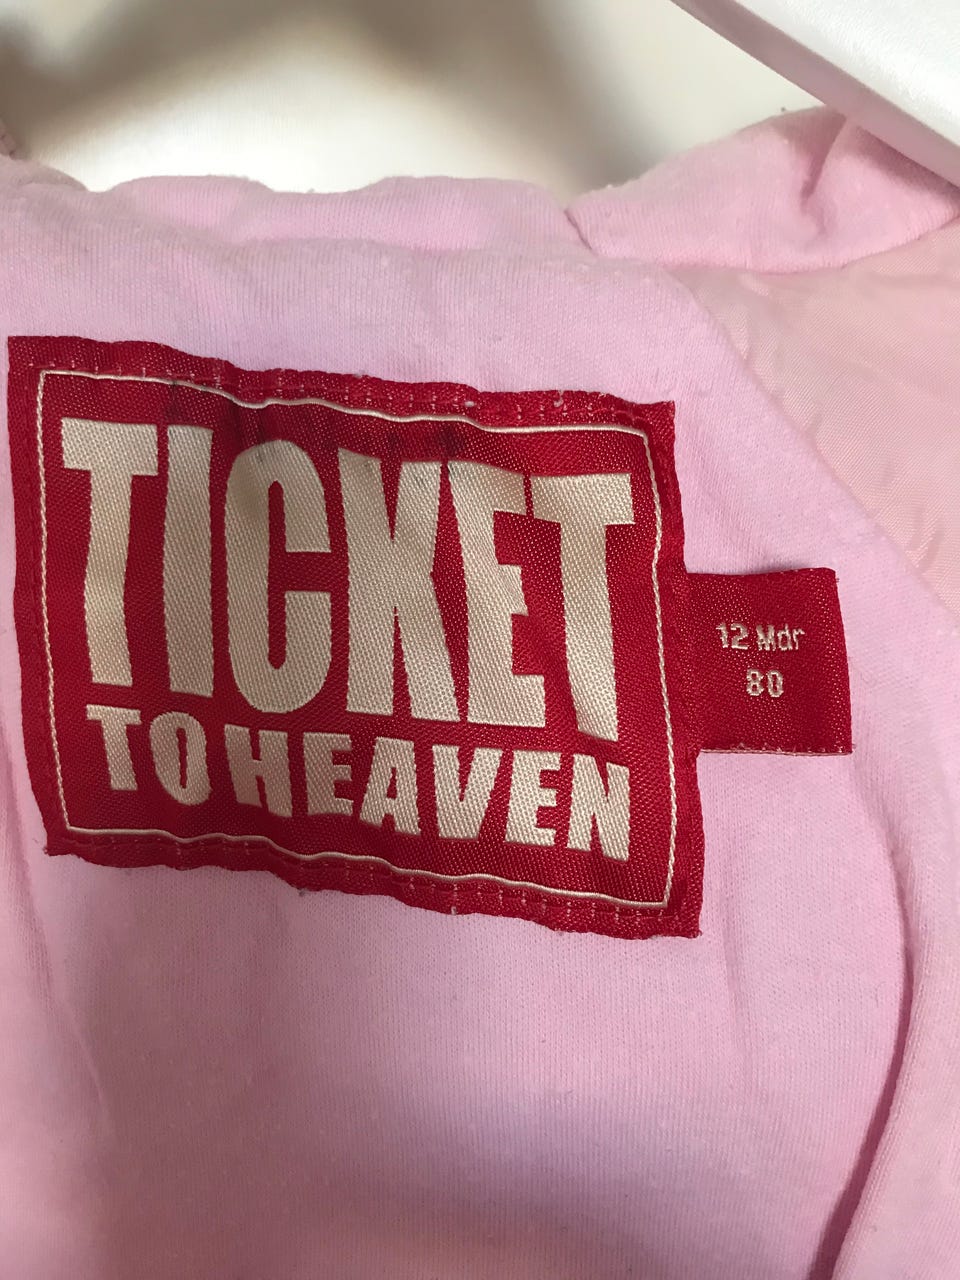 TICKET
TO HEAVEN
12 Mdr
80